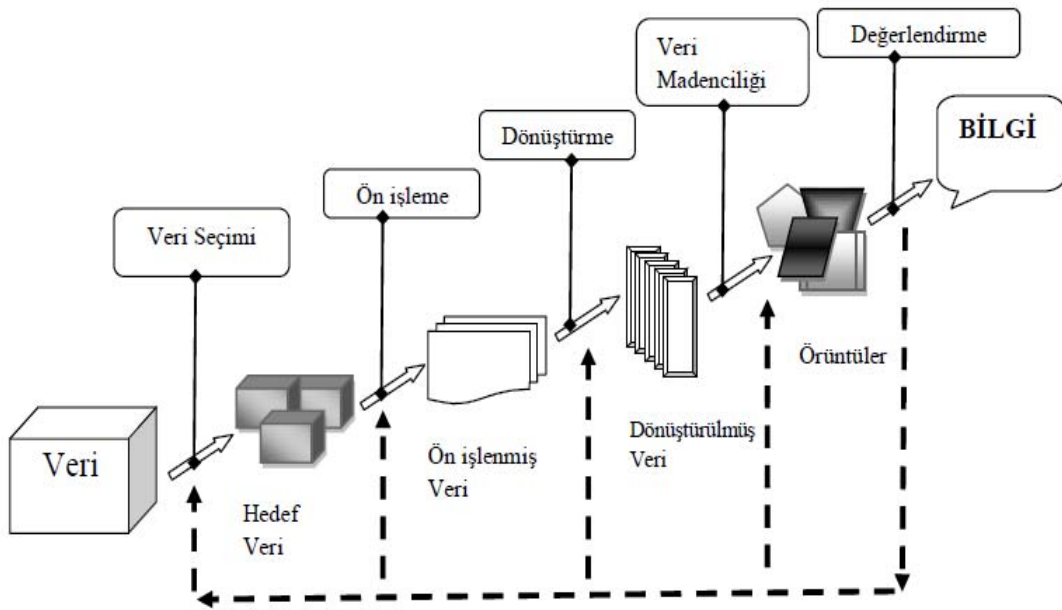 Değerlendirme
Veri
Madenciliği
BİLGİ
Dönüştürme
Ön işleme
Veri Seçimi
Örüntüler
Dönüştürülmüş
Veri
Ön işlenmiş
Veri
Veri
Hedef
Veri